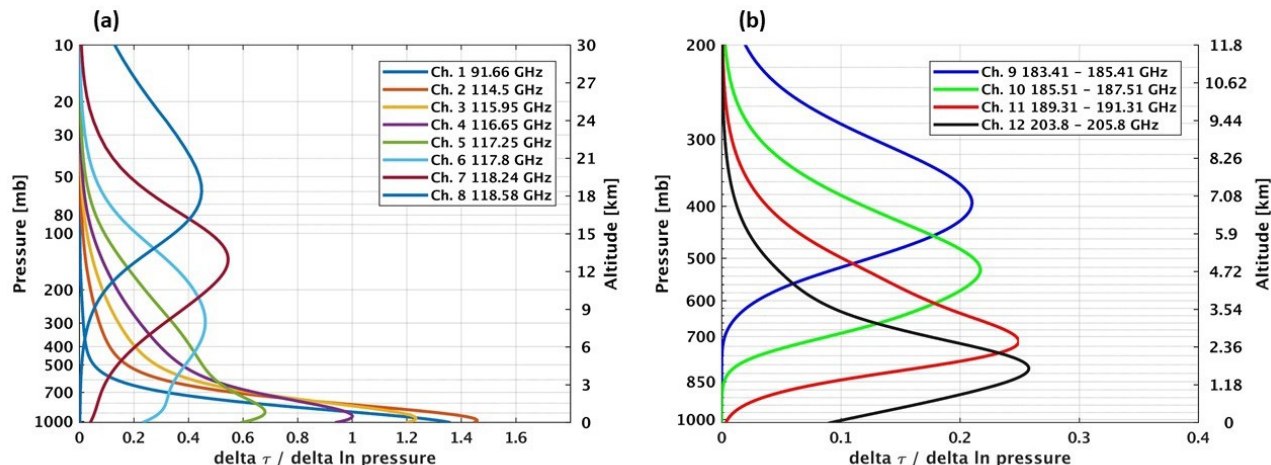 (a)
Pressure [mb]
10
20
30
50
80
100
200
300
400
500
700
1000
Ch. 1 91.66 GHz
Ch. 2 114.5 GHz
Ch. 3 115.95 GHz
Ch. 4 116.65 GHz
Ch. 5 117.25 GHz
Ch. 6 117.8 GHz
Ch. 7 118.24 GHz
Ch. 8 118.58 GHz
30
27
24
21
18
15
12
9
6
3
0
Altitude [km]
0 0.2 0.4 0.6 0.8 1 1.2 1.4 1.6
delta τ / delta ln pressure
(b)
Pressure [mb]
200
300
400
500
600
700
850
1000
Ch. 9 183.41 – 185.41 GHz
Ch. 10 185.51 – 187.51 GHz
Ch. 11 189.31 – 191.31 GHz
Ch. 12 203.8 – 205.8 GHz
11.8
10.62
9.44
8.26
7.08
5.9
4.72
3.54
2.36
1.18
0
Altitude [km]
0 0.1 0.2 0.3 0.4
delta τ / delta ln pressure